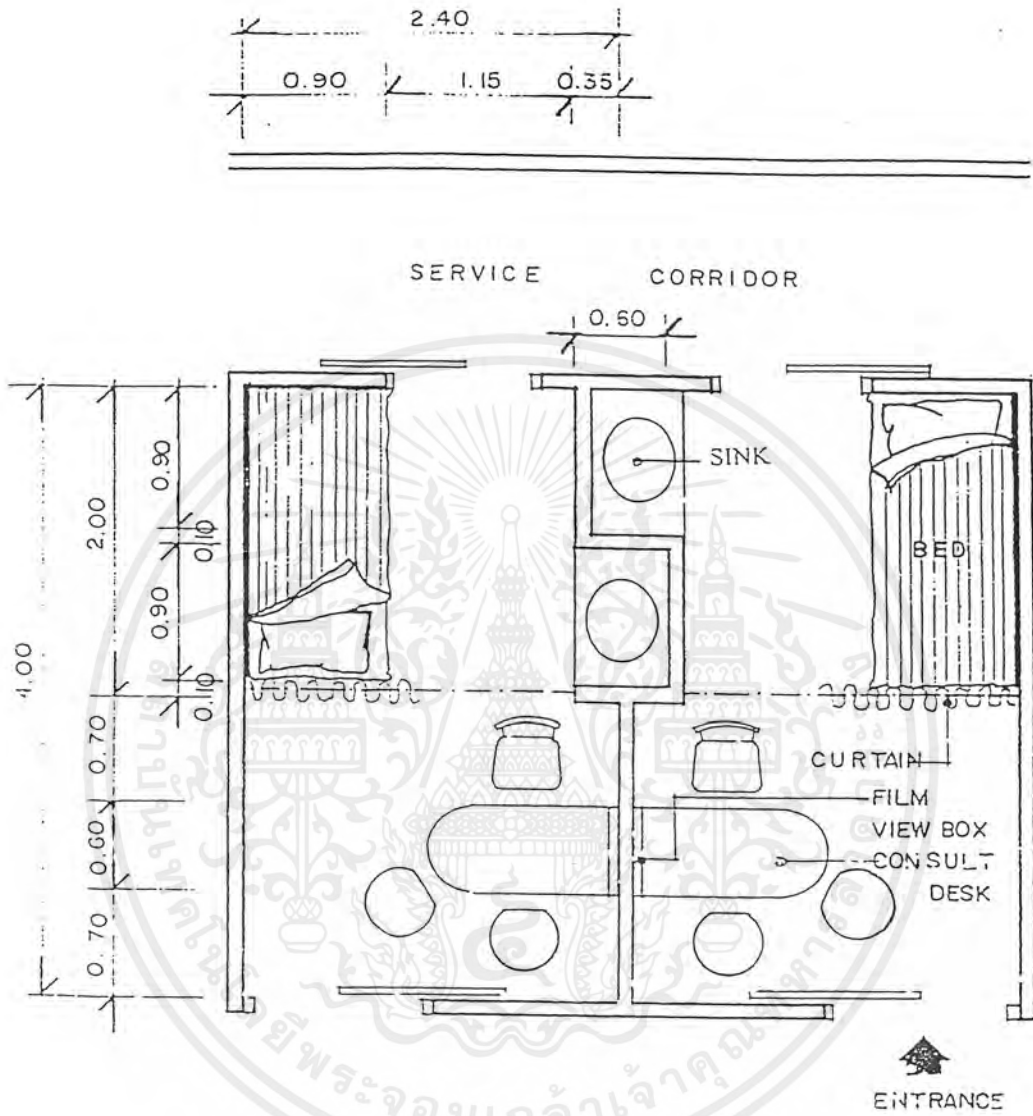 2.40
0.90 1.15 0.35
SERVICE CORRIDOR
0.60
SINK
BED
4.00
2.00
0.90
0.10
0.90
0.10
0.70
0.60
0.70
CURTAIN
FILM
VIEW BOX
CONSULT
DESK
ENTRANCE